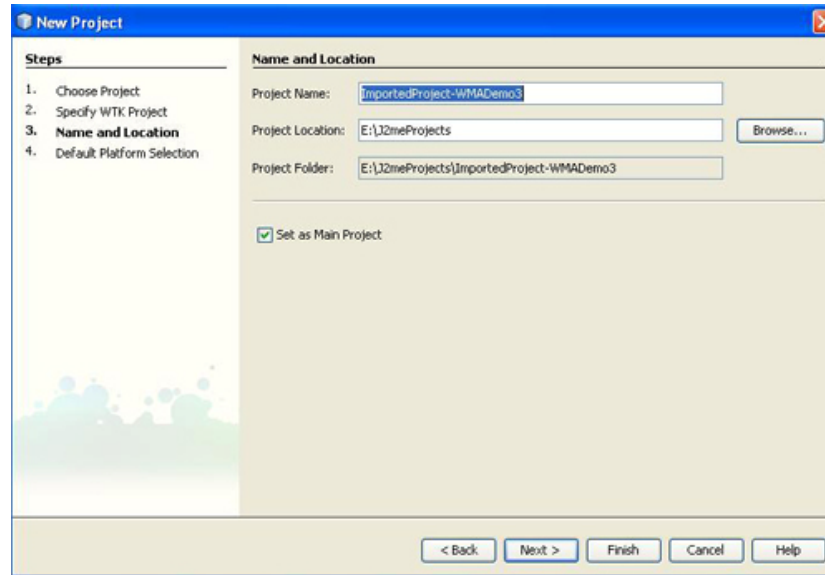 New Project
Steps
1. Choose Project
2. Specify WTK Project
3. Name and Location
4. Default Platform Selection
Name and Location
Project Name: ImportedProject-WMADemo3
Project Location: E:\J2meProjects Browse...
Project Folder: E:\J2meProjects\ImportedProject-WMADemo3
Set as Main Project
< Back Next > Finish Cancel Help